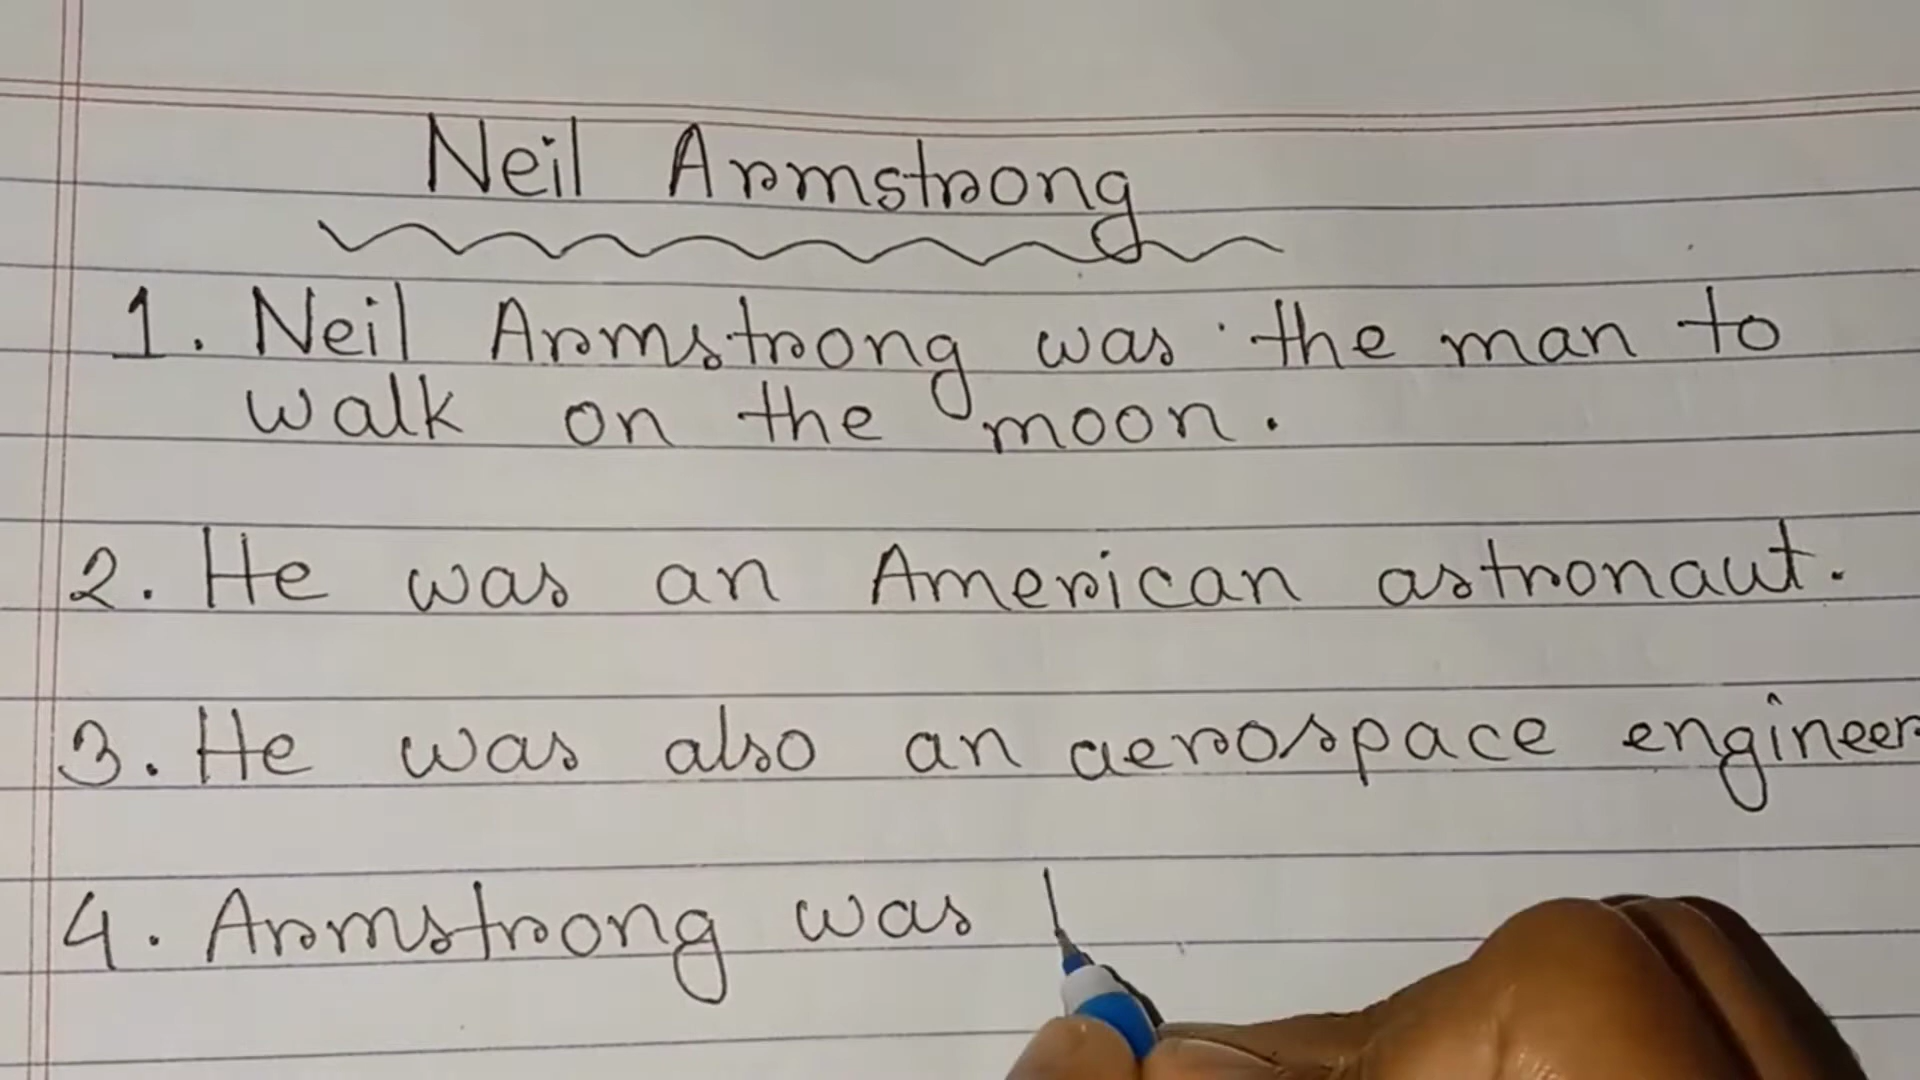 Neil Armstrong
1. Neil Armstrong was the man to
walk on the moon.
2. He was an American astronaut.
3. He was also an aerospace engineer
4. Armstrong was